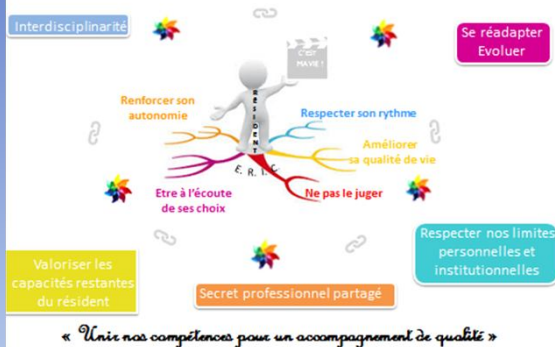 Interdisciplinarité
C'EST
MA VIE !
Se réadapter
Evoluer
RÉSIDENT
Renforcer son
autonomie
Respecter son rythme
Améliorer
sa qualité de vie
E. R. I. C
Etre à l'écoute
de ses choix
Ne pas le juger
Valoriser les
capacités restantes
du résident
Secret professionnel partagé
Respecter nos limites
personnelles et
institutionnelles
« Unir nos compétences pour un accompagnement de qualité »